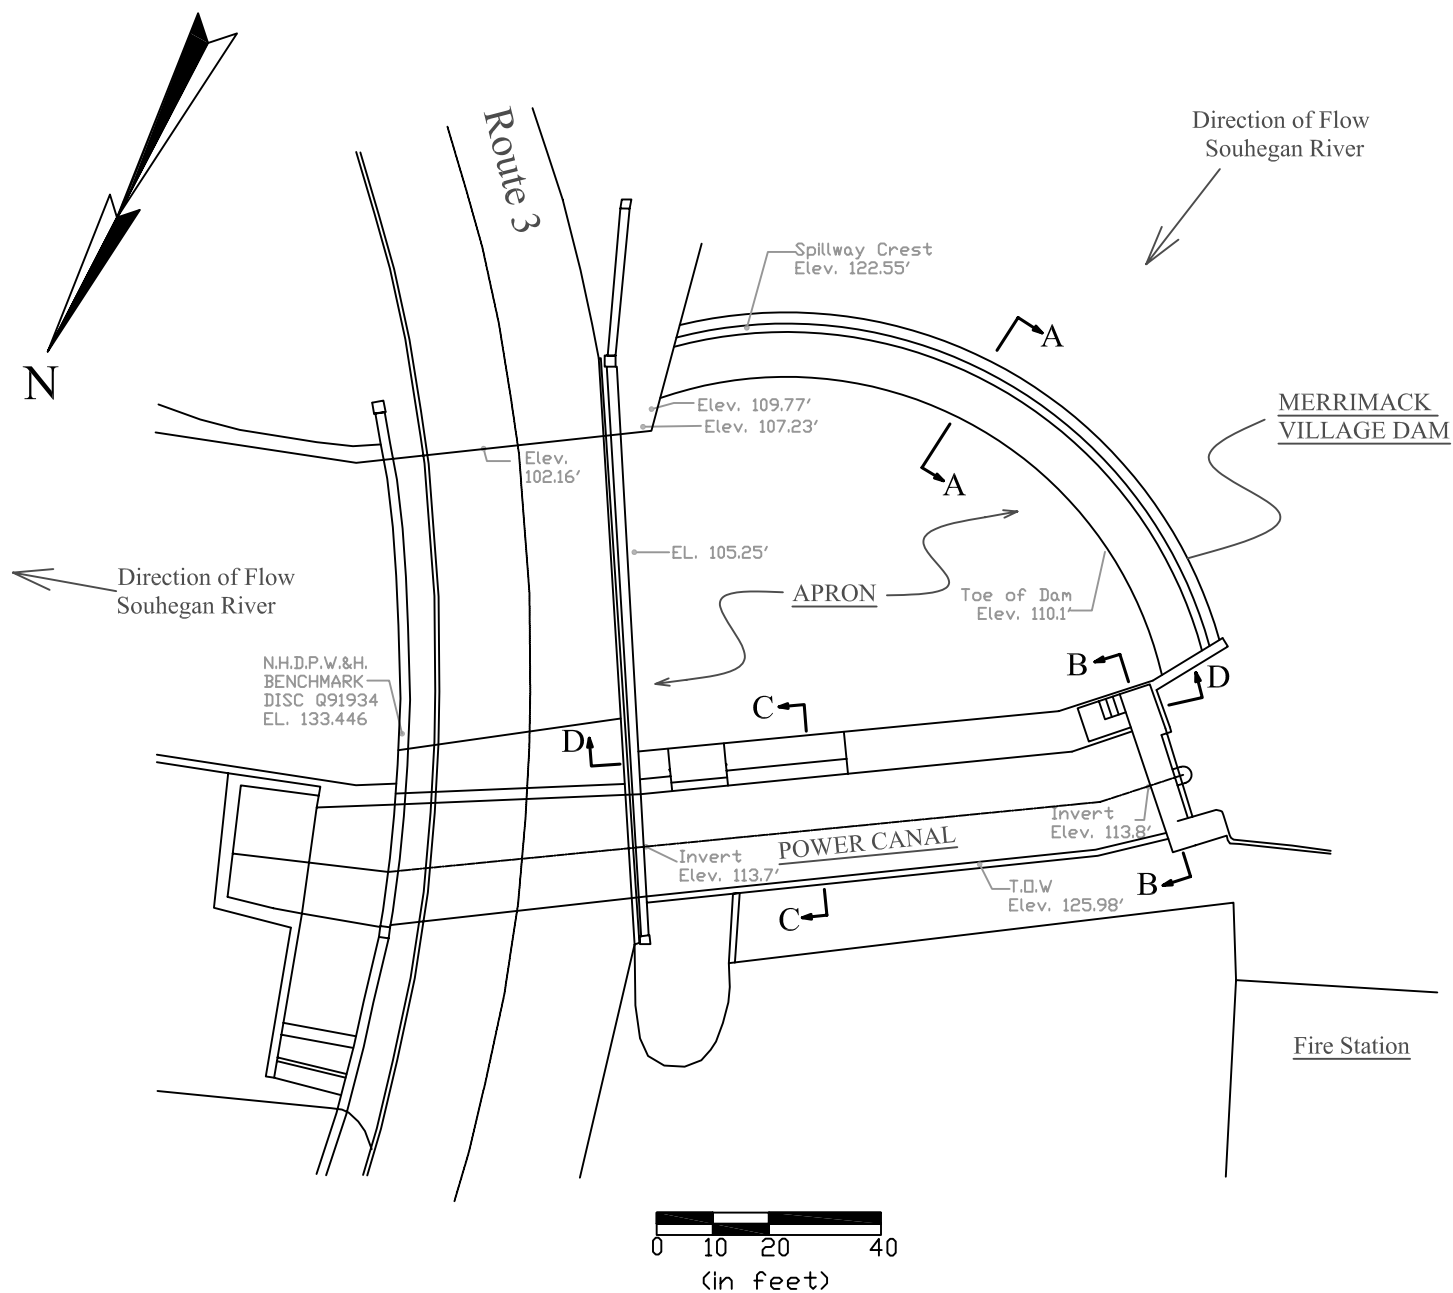 Route 3
Direction of Flow
Souhegan River
Spillway Crest
Elev. 122.55'
A
N
Elev. 109.77'
Elev. 107.23'
MERRIMACK
VILLAGE DAM
Elev.
102.16'
A
EL. 105.25'
Direction of Flow
Souhegan River
APRON
Toe of Dam
Elev. 110.1'
N.H.D.P.W.&H.
BENCHMARK
DISC Q91934
EL. 133.446
B
D
C
D
Invert
Elev. 113.8'
POWER CANAL
Invert
Elev. 113.7'
T.O.W
Elev. 125.98'
B
C
Fire Station
0 10 20 40
(in feet)